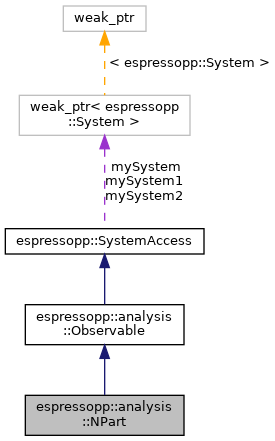 weak_ptr
< espressopp::System >
weak_ptr< espressopp
::System >
mySystem
mySystem1
mySystem2
espressopp::SystemAccess
espressopp::analysis
::Observable
espressopp::analysis
::NPart